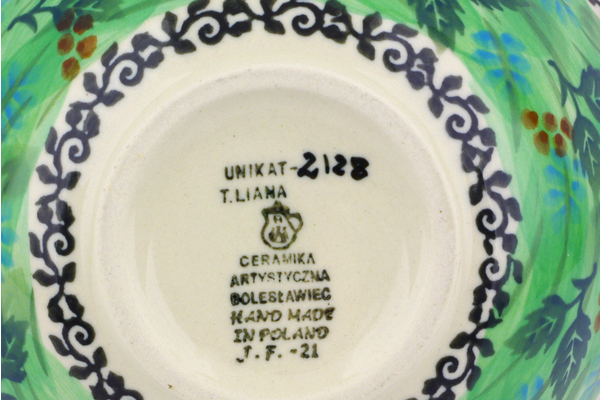 UNIKAT-2128
T.LIANA
CERAMIKA
ARTYSTYCZNA
BOLESŁAWIEC
HAND MADE
IN POLAND
J.F.-21